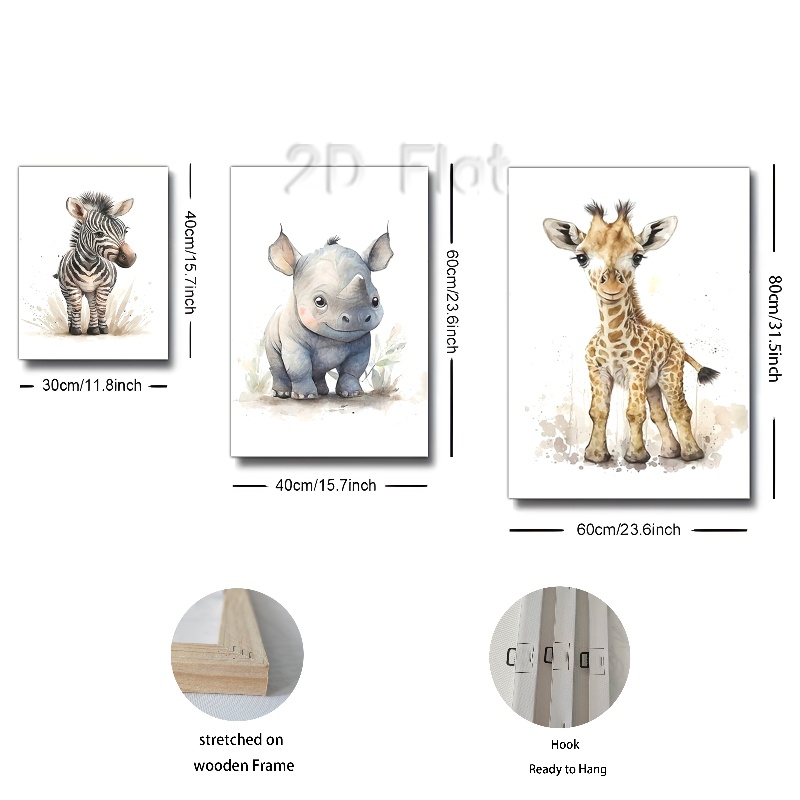 2D Flat
40cm/15.7inch
60cm/23.6inch
80cm/31.5inch
30cm/11.8inch
40cm/15.7inch
60cm/23.6inch
stretched on
wooden Frame
Hook
Ready to Hang